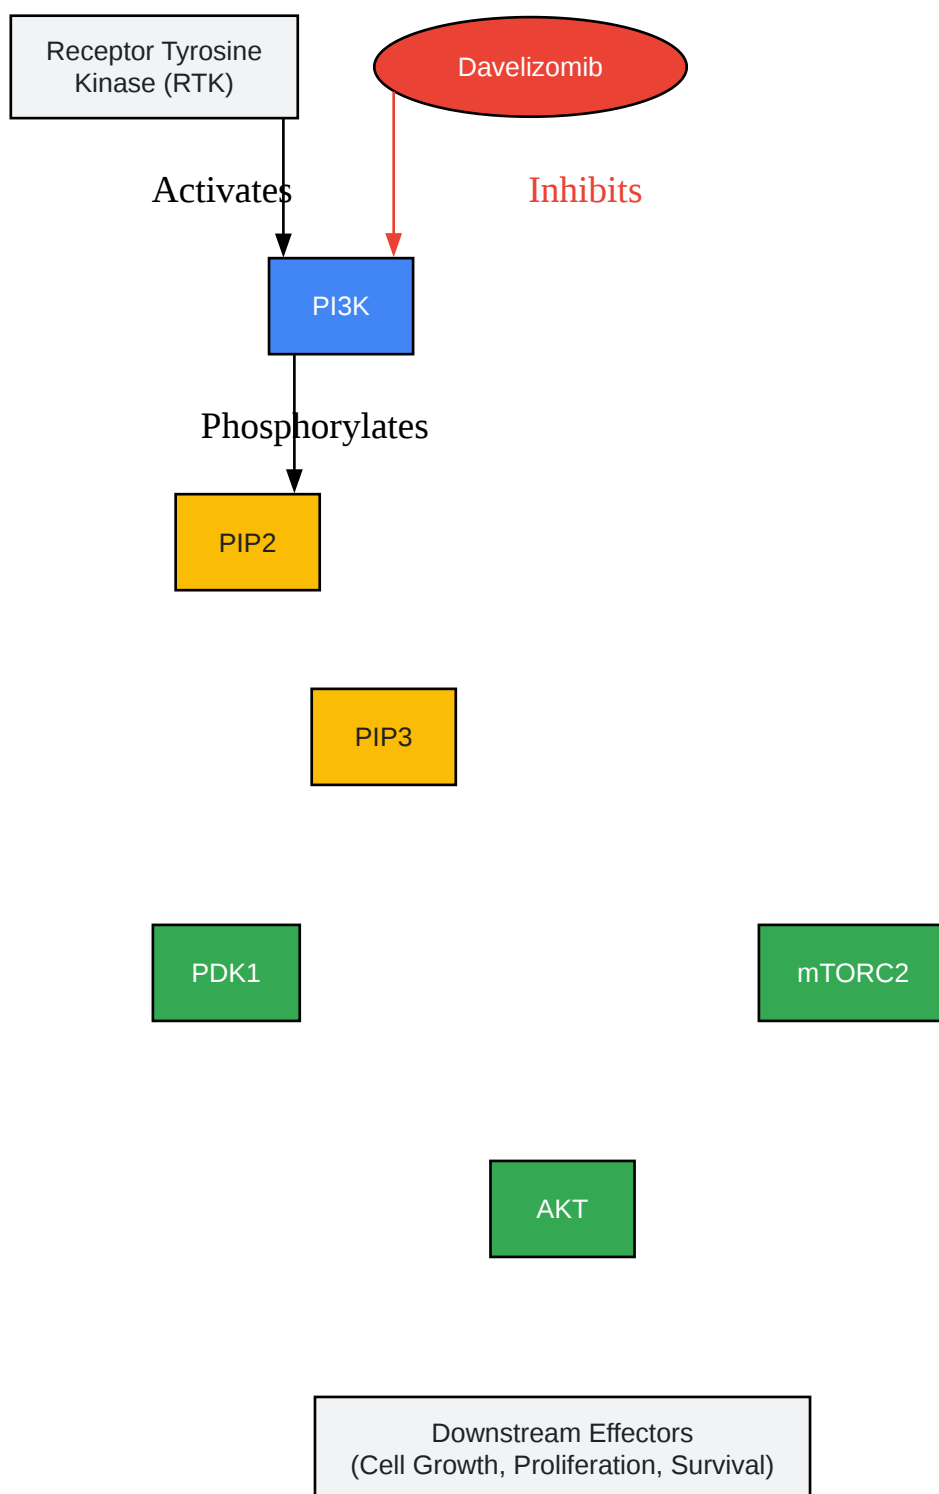 Receptor Tyrosine
Kinase (RTK)
Davelizomib
Activates
Inhibits
PI3K
Phosphorylates
PIP2
PIP3
PDK1
mTORC2
AKT
Downstream Effectors
(Cell Growth, Proliferation, Survival)